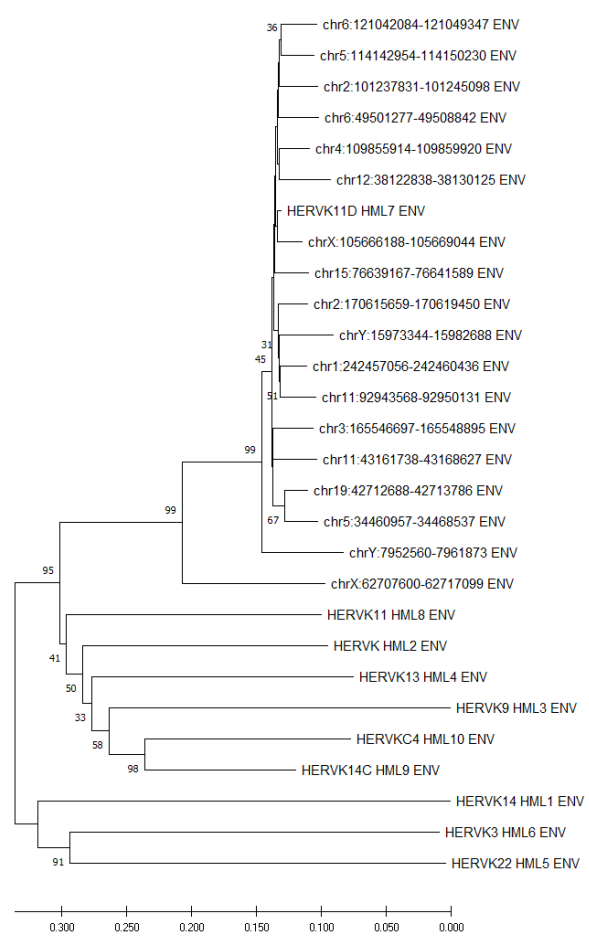 36
chr6:121042084-121049347 ENV
chr5:114142954-114150230 ENV
chr2:101237831-101245098 ENV
chr6:49501277-49508842 ENV
chr4:109855914-109859920 ENV
chr12:38122838-38130125 ENV
HERVK11D HML7 ENV
chrX:105666188-105669044 ENV
chr15:76639167-76641589 ENV
chr2:170615659-170619450 ENV
chrY:15973344-15982688 ENV
31
45
chr1:242457056-242460436 ENV
51
chr11:92943568-92950131 ENV
chr3:165546697-165548895 ENV
99
chr11:43161738-43168627 ENV
chr19:42712688-42713786 ENV
99
67
chr5:34460957-34468537 ENV
chrY:7952560-7961873 ENV
95
chrX:62707600-62717099 ENV
HERVK11 HML8 ENV
41
HERVK HML2 ENV
50
HERVK13 HML4 ENV
33
HERVK9 HML3 ENV
58
HERVKC4 HML10 ENV
98
HERVK14C HML9 ENV
HERVK14 HML1 ENV
HERVK3 HML6 ENV
91
HERVK22 HML5 ENV
0.300 0.250 0.200 0.150 0.100 0.050 0.000